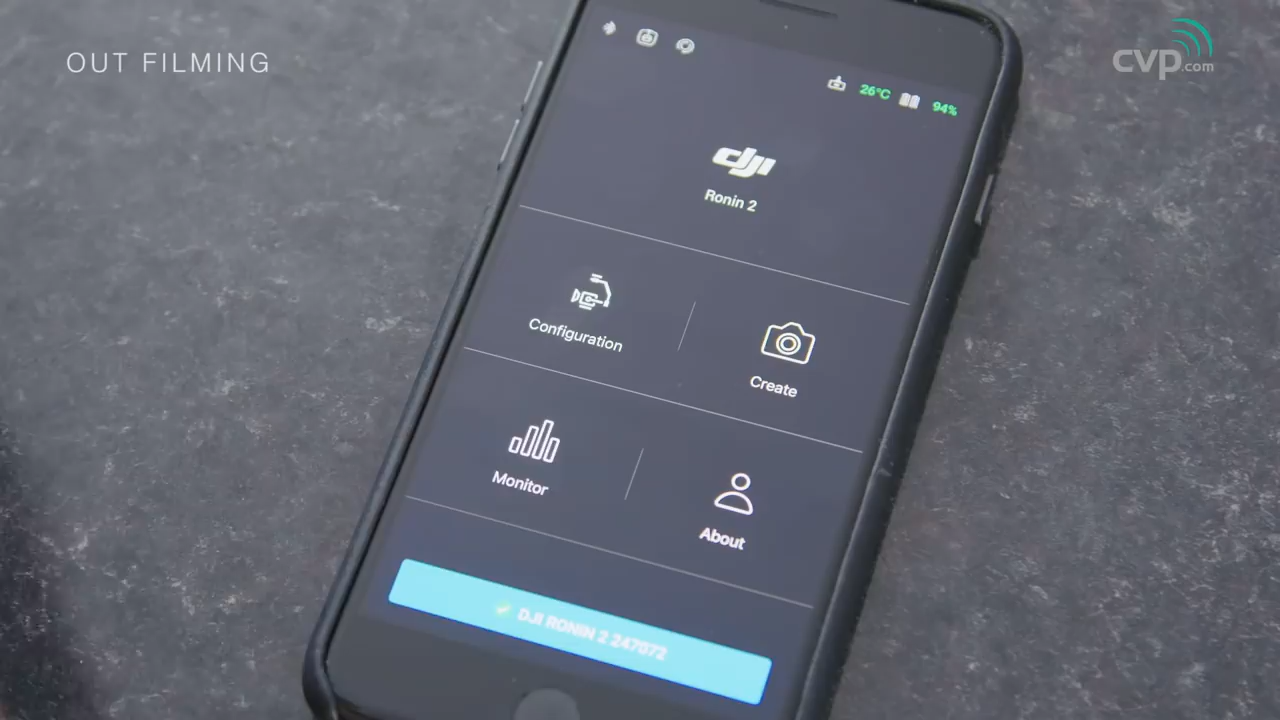 OUT FILMING
cvp.com
26°C 94%
dji
Ronin 2
Configuration
Create
Monitor
About
DJI RONIN 2 247072